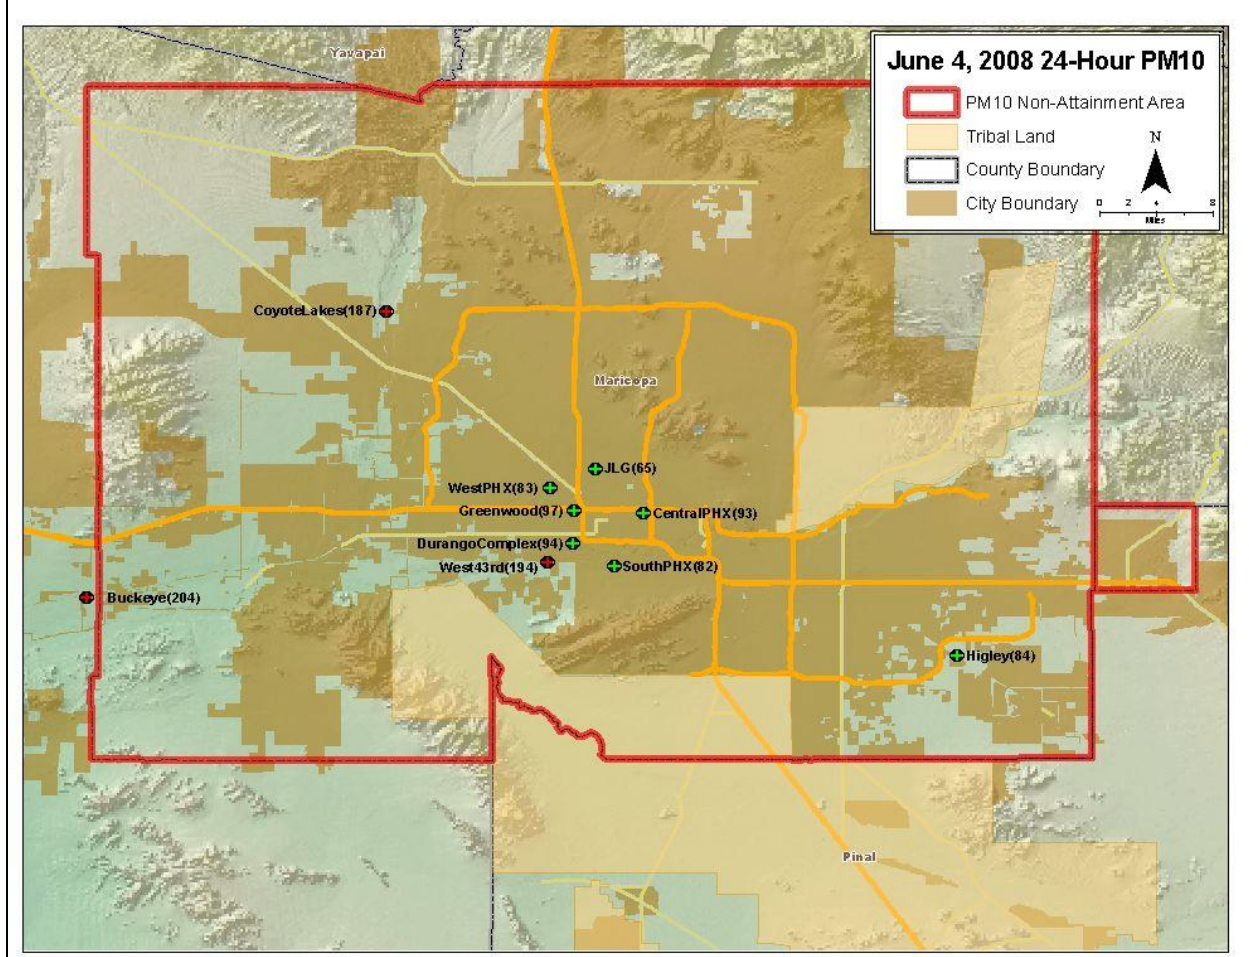 Yavapai
June 4, 2008 24-Hour PM10
PM10 Non-Attainment Area
Tribal Land
County Boundary
City Boundary
N
0 2 4 8
Miles
CoyoteLakes(187)
Maricopa
JLG(65)
WestPHX(83)
Greenwood(97)
CentralPHX(93)
DurangoComplex(94)
West43rd(194)
SouthPHX(82)
Buckeye(204)
Higley(84)
Pinal